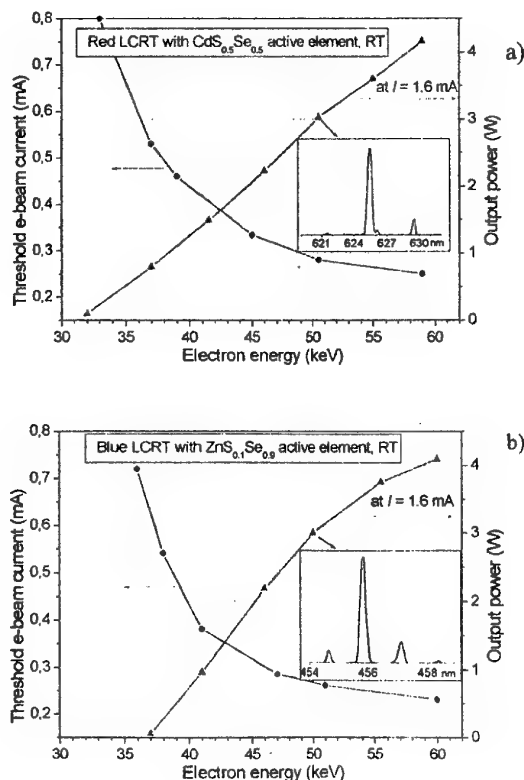 a)
Red LCRT with CdS0.5Se0.5 active element, RT
at I = 1.6 mA
Threshold e-beam current (mA)
0,8
0,7
0,6
0,5
0,4
0,3
0,2
Output power (W)
4
3
2
1
0
621 624 627 630 nm
30 35 40 45 50 55 60
Electron energy (keV)
b)
Blue LCRT with ZnS0.1Se0.9 active element, RT
at I = 1.6 mA
Threshold e-beam current (mA)
0,8
0,7
0,6
0,5
0,4
0,3
0,2
Output power (W)
4
3
2
1
0
454 456 458 nm
30 35 40 45 50 55 60
Electron energy (keV)